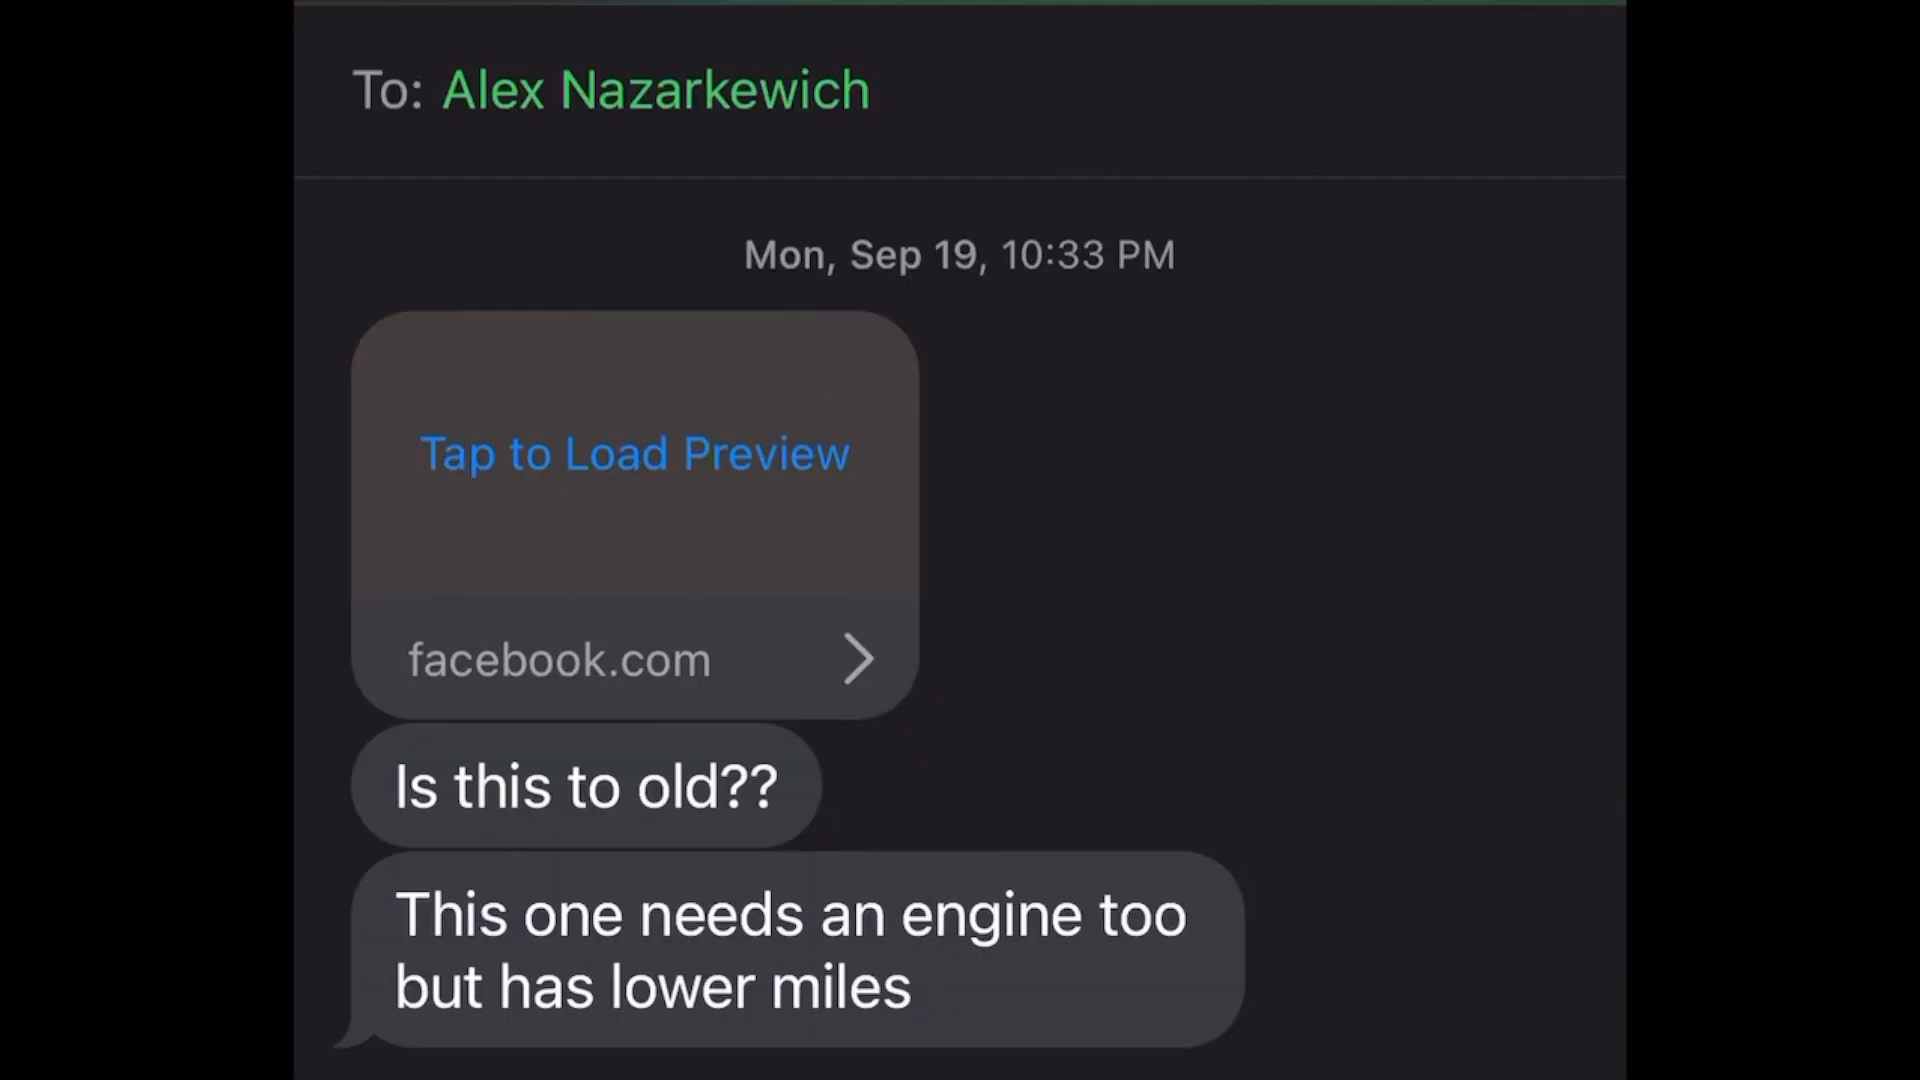 To: Alex Nazarkewich
Mon, Sep 19, 10:33 PM
Tap to Load Preview
facebook.com
Is this to old??
This one needs an engine too
but has lower miles